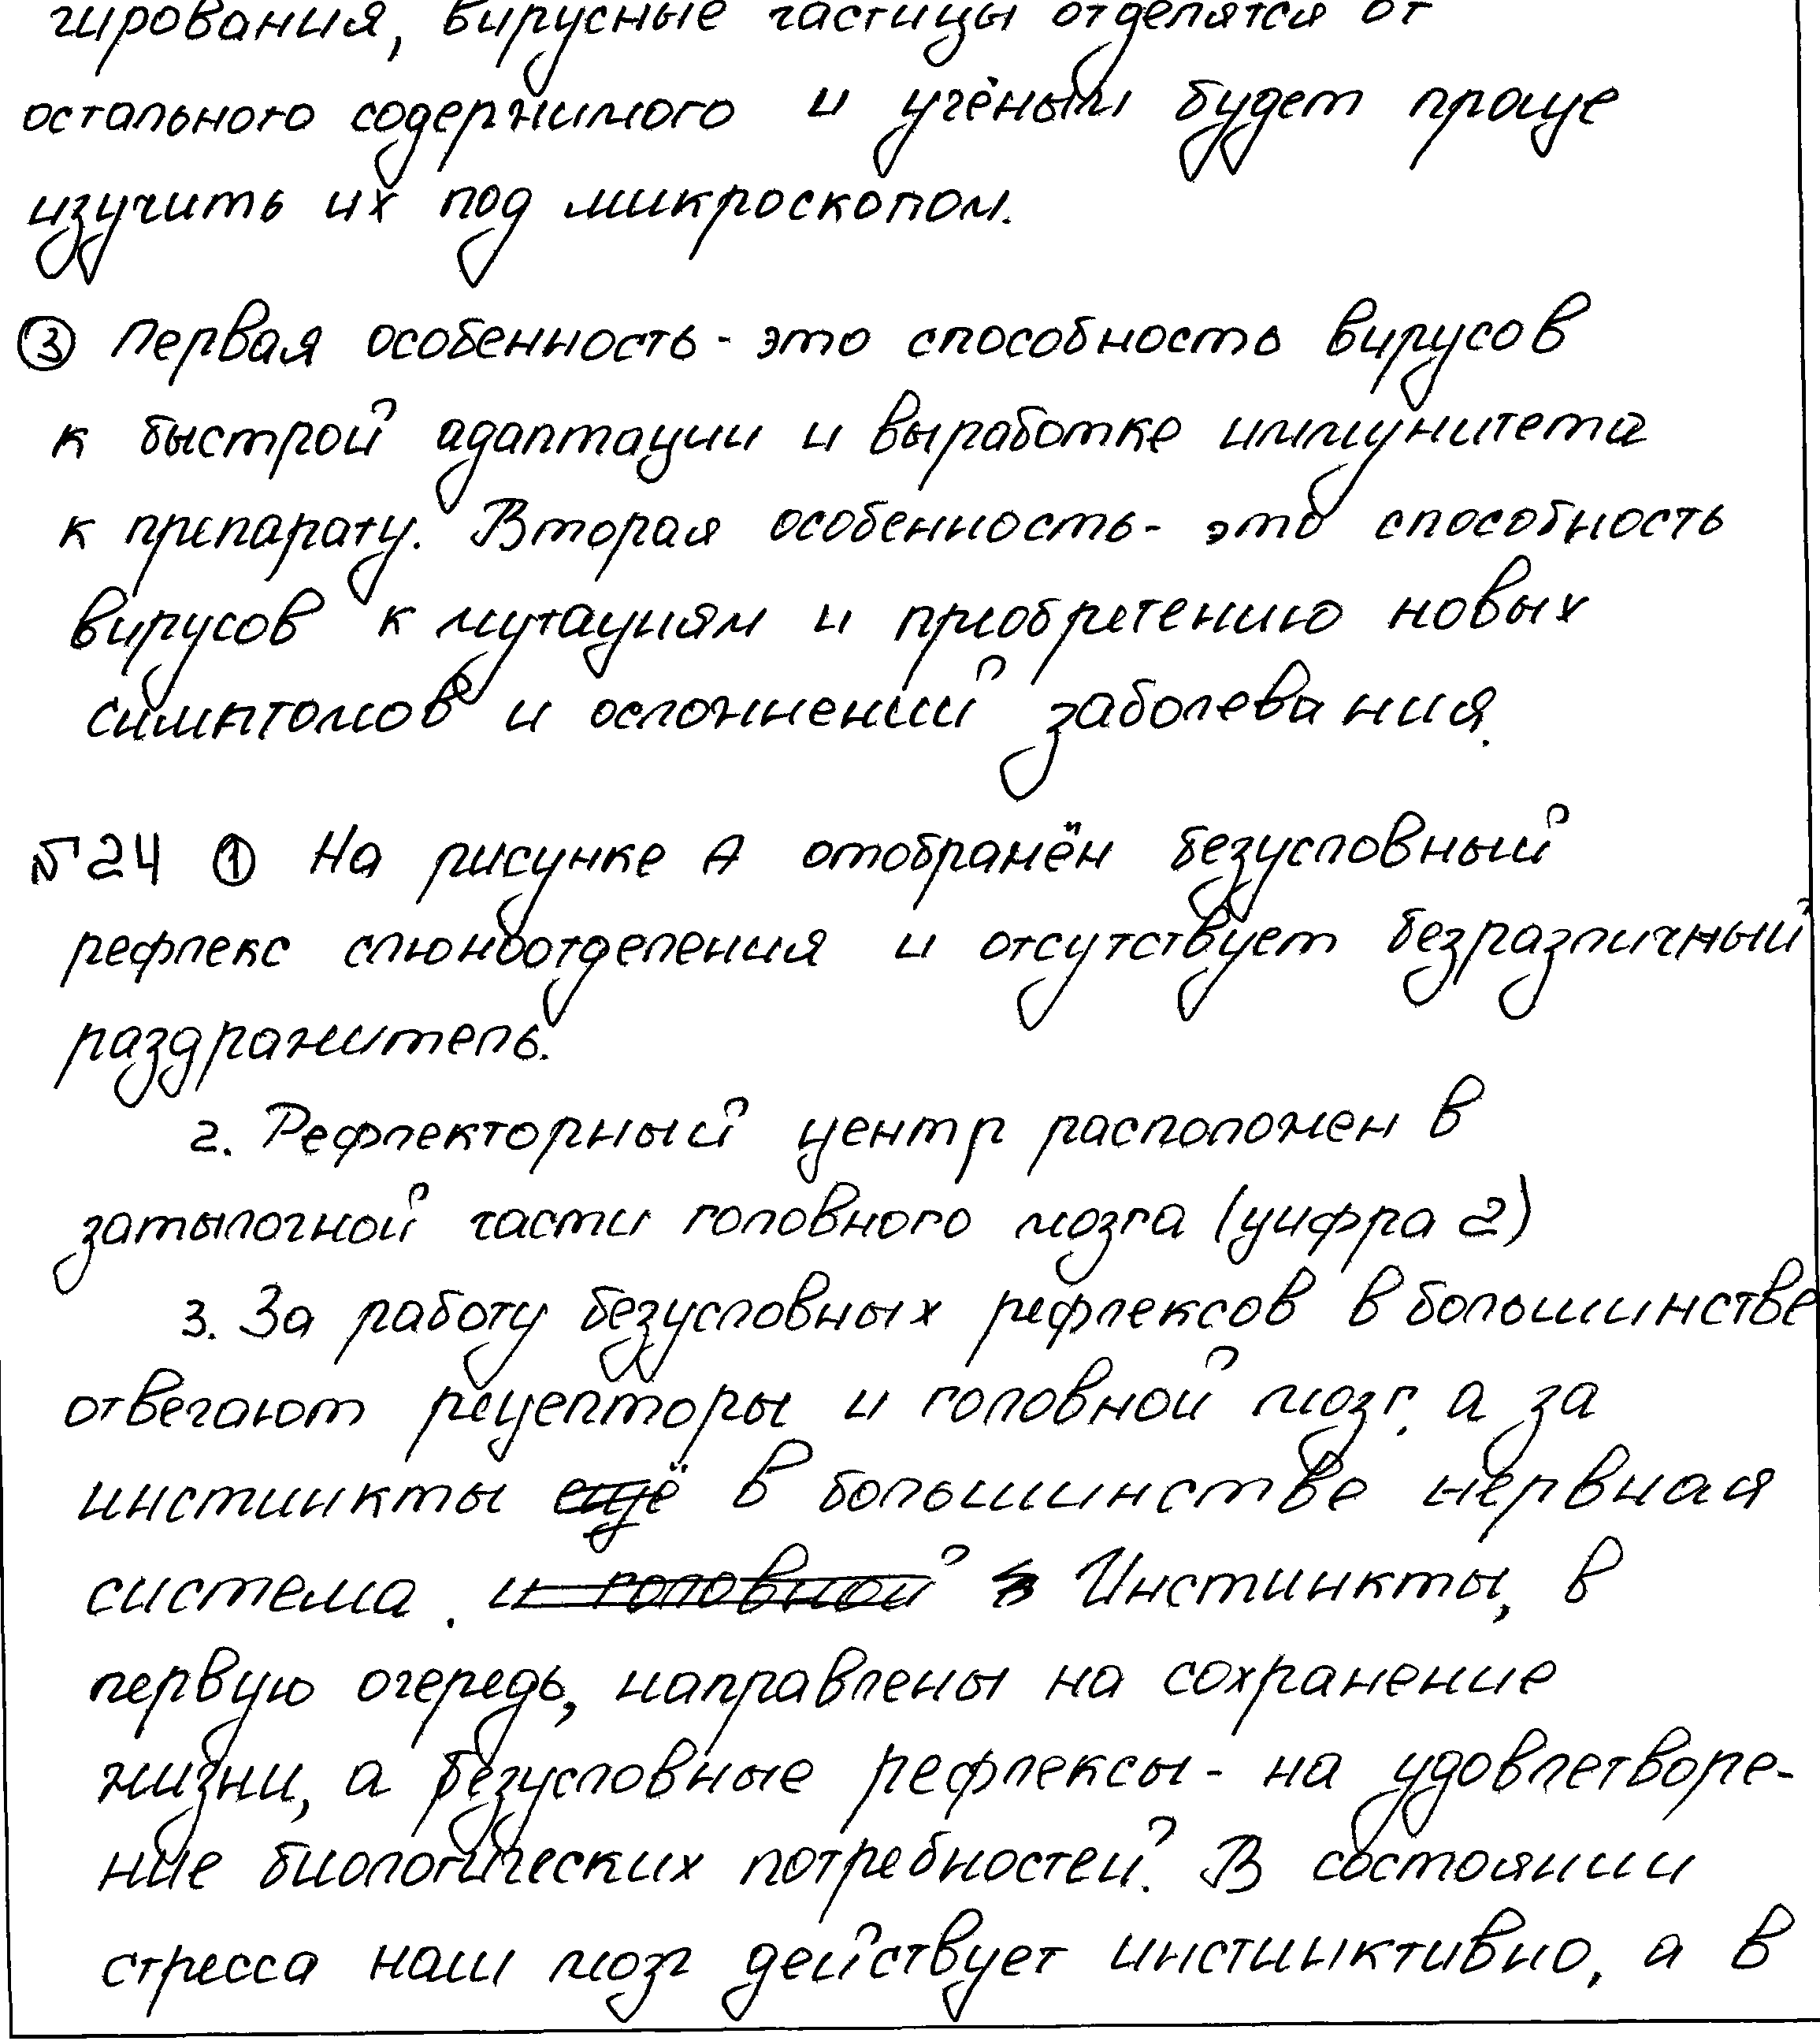 гирования, вирусные частицы отделятся от
остального содержимого и учёным будет проще
изучить их под микроскопом.
③ Первая особенность - это способность вирусов
к быстрой адаптации и выработке иммунитета
к препарату. Вторая особенность - это способность
вирусов к мутациям и приобретению новых
симптомов и осложнений заболевания.
№24 ① На рисунке А отображён безусловный
рефлекс слюноотделения и отсутствует безразличный
раздражитель.
2. Рефлекторный центр расположен в
затылочной части головного мозга (цифра 2)
3. За работу безусловных рефлексов в большинстве
отвечают рецепторы и головной мозг, а за
инстинкты ещё в большинстве нервная
система. и головной Инстинкты, в
первую очередь, направлены на сохранение
жизни, а безусловные рефлексы - на удовлетворе-
ние биологических потребностей. В состоянии
стресса наш мозг действует инстинктивно, а в